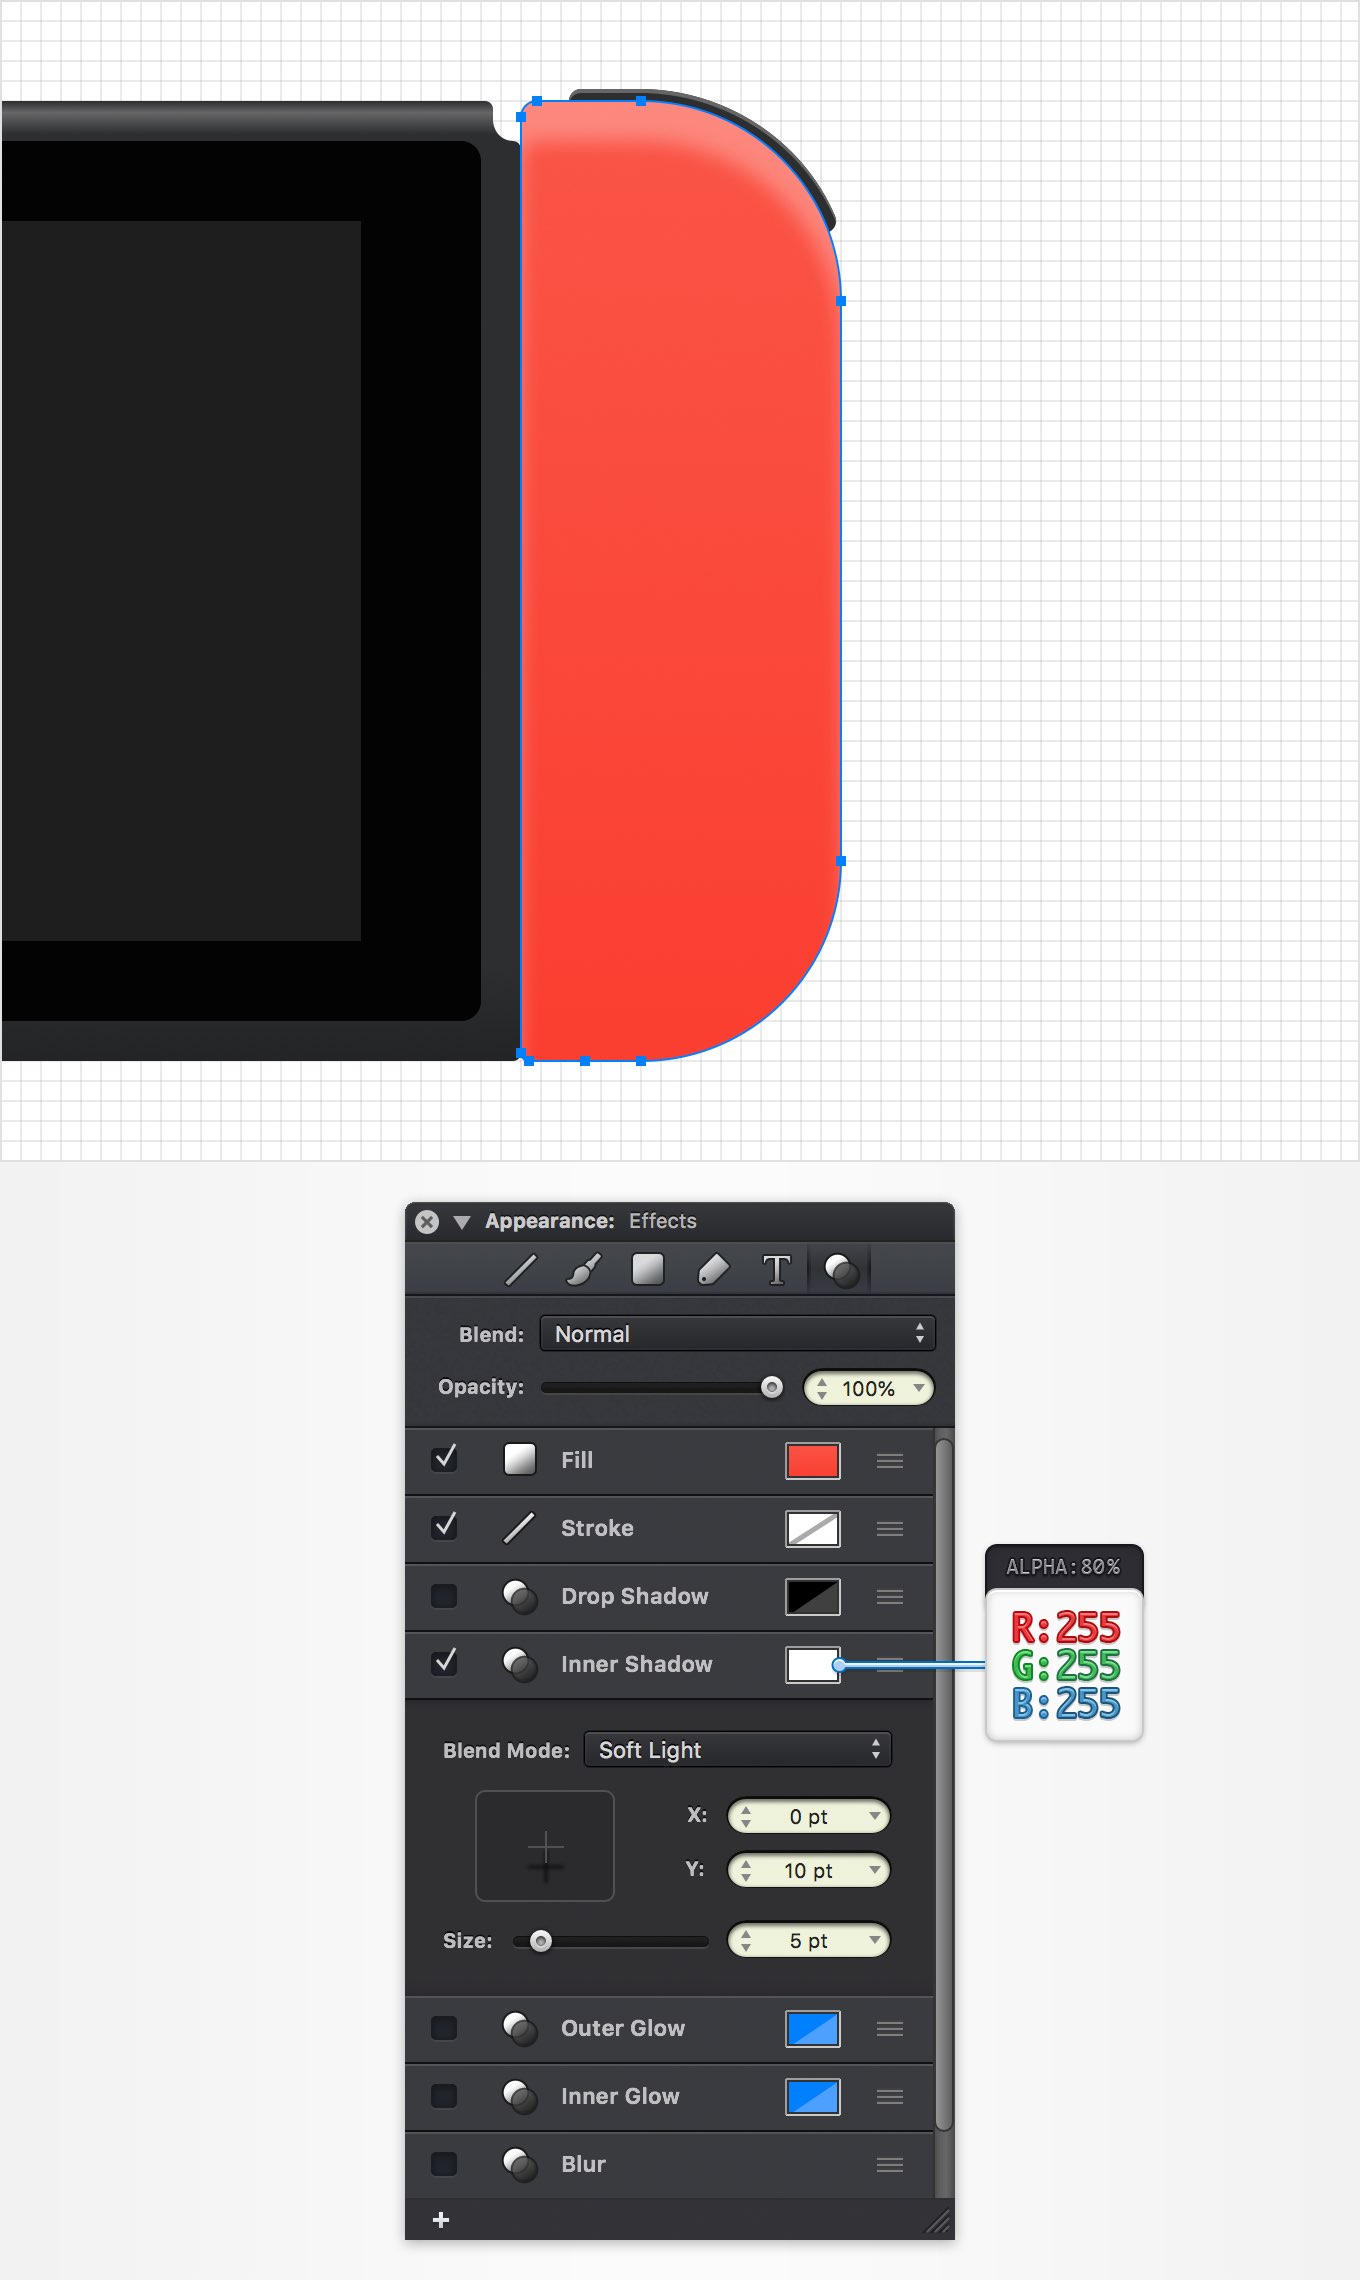 Appearance: Effects
T
Blend: Normal
Opacity: 100%
Fill
Stroke
Drop Shadow
Inner Shadow
ALPHA:80%
R:255
G:255
B:255
Blend Mode: Soft Light
X: 0 pt
Y: 10 pt
Size: 5 pt
Outer Glow
Inner Glow
Blur